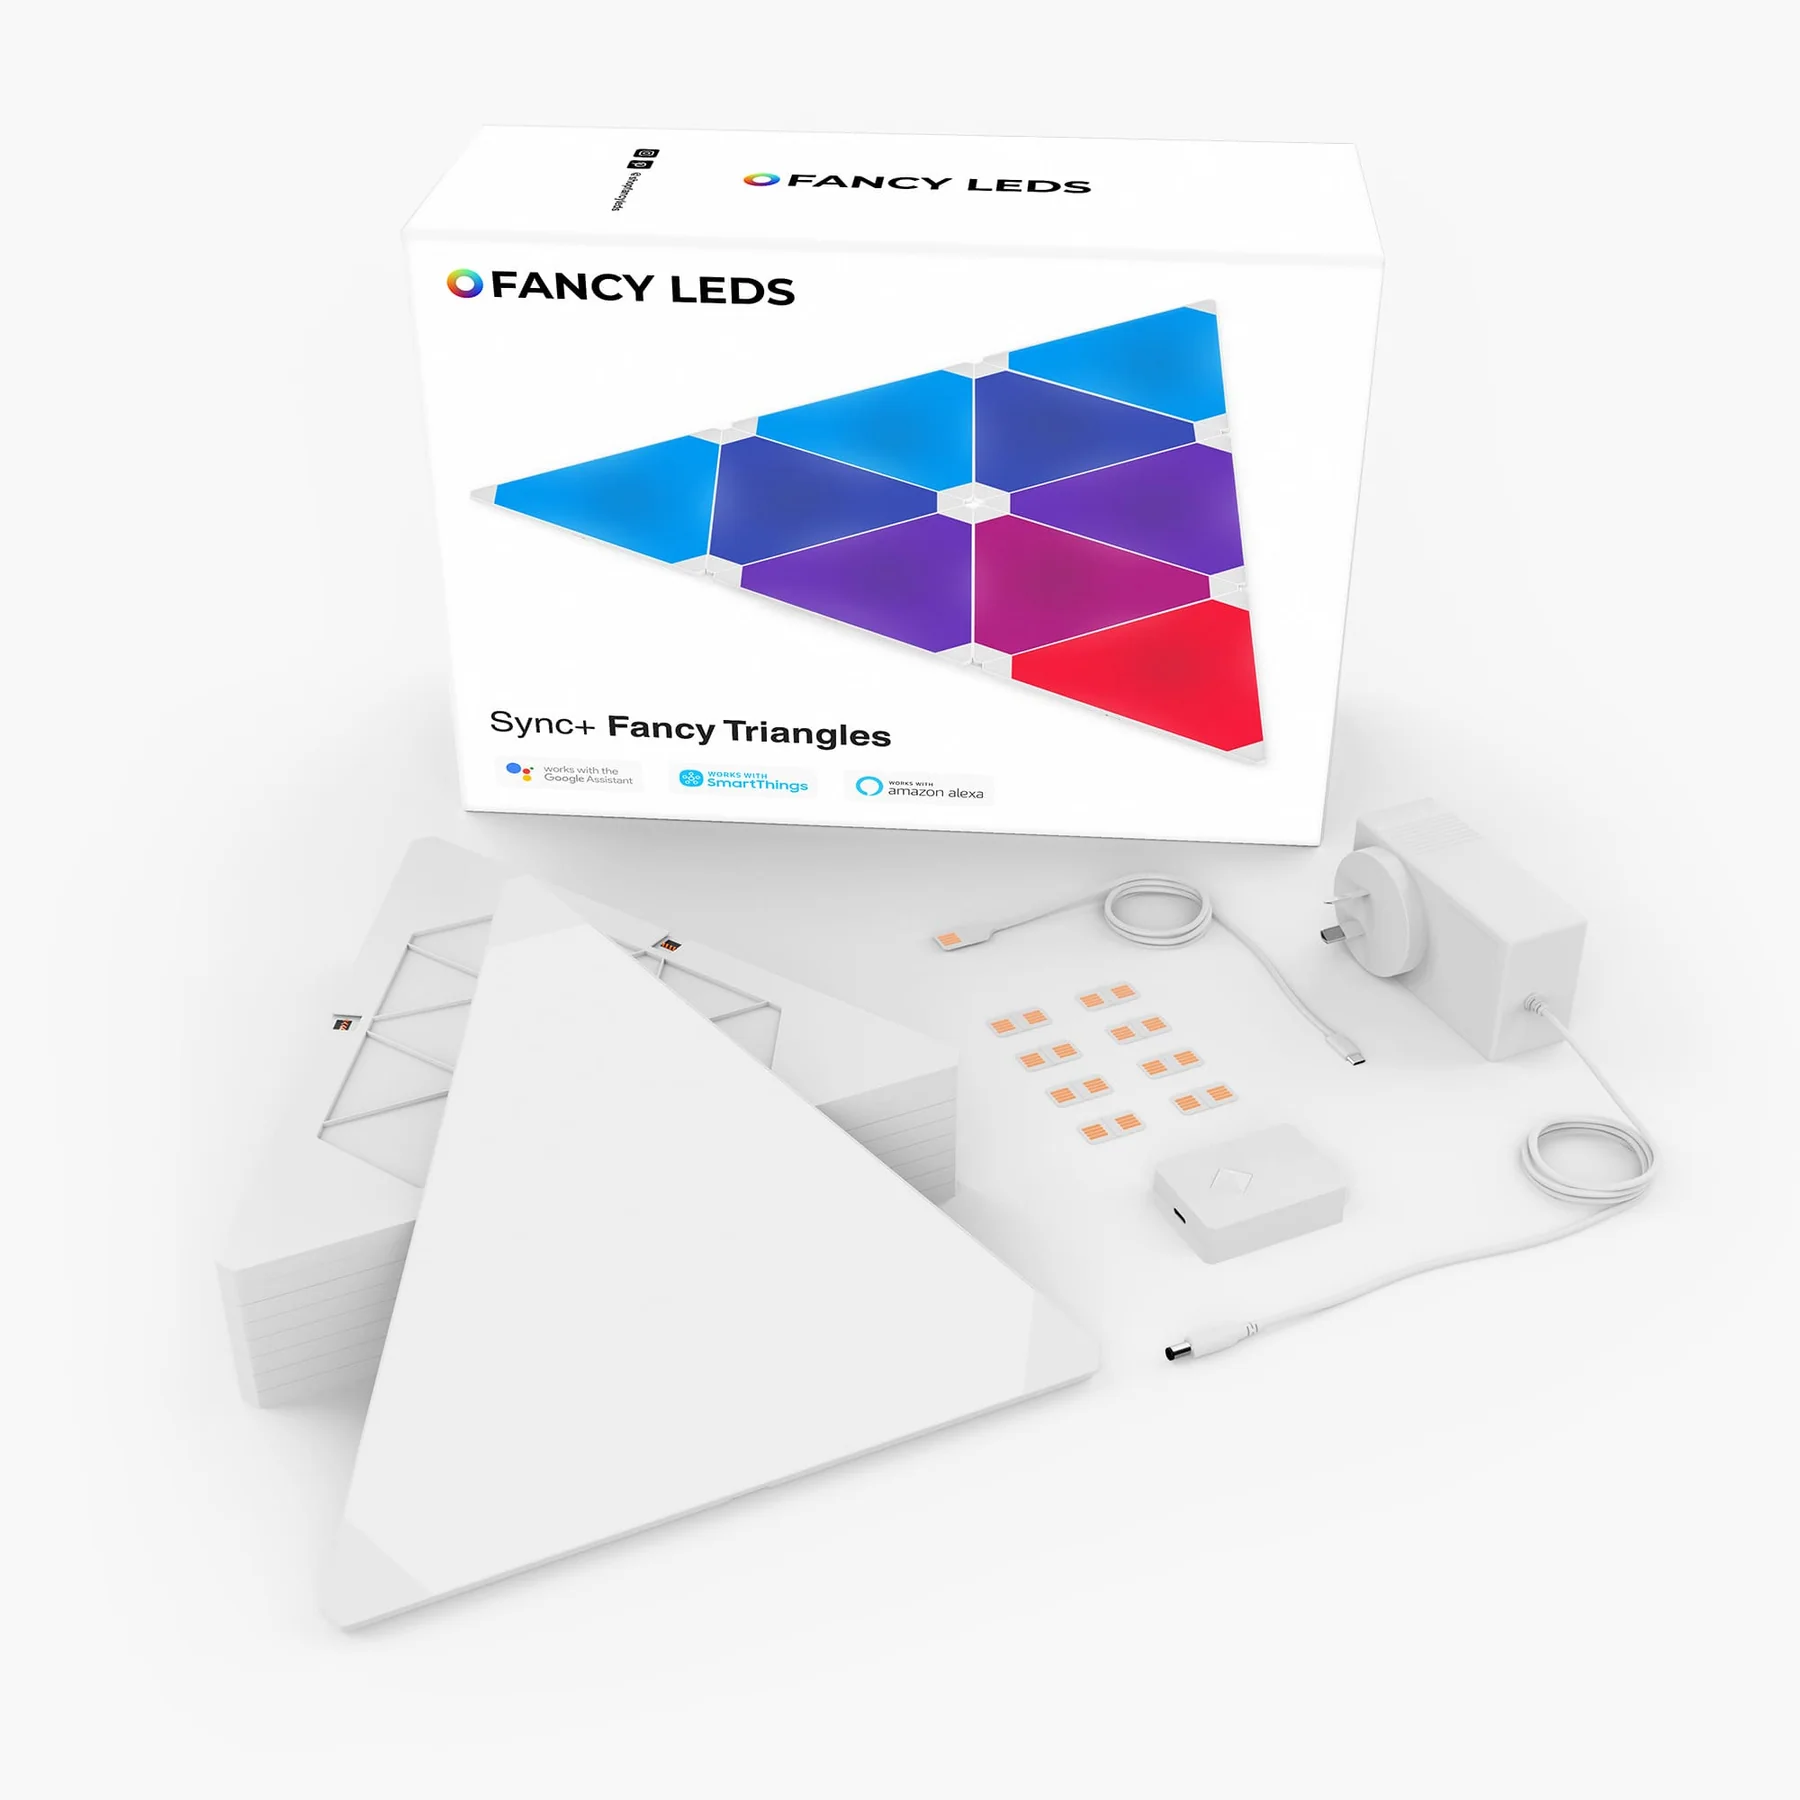 @shopfancyleds
FANCY LEDS
FANCY LEDS
Sync+ Fancy Triangles
works with the
Google Assistant
WORKS WITH
SmartThings
WORKS WITH
amazon alexa